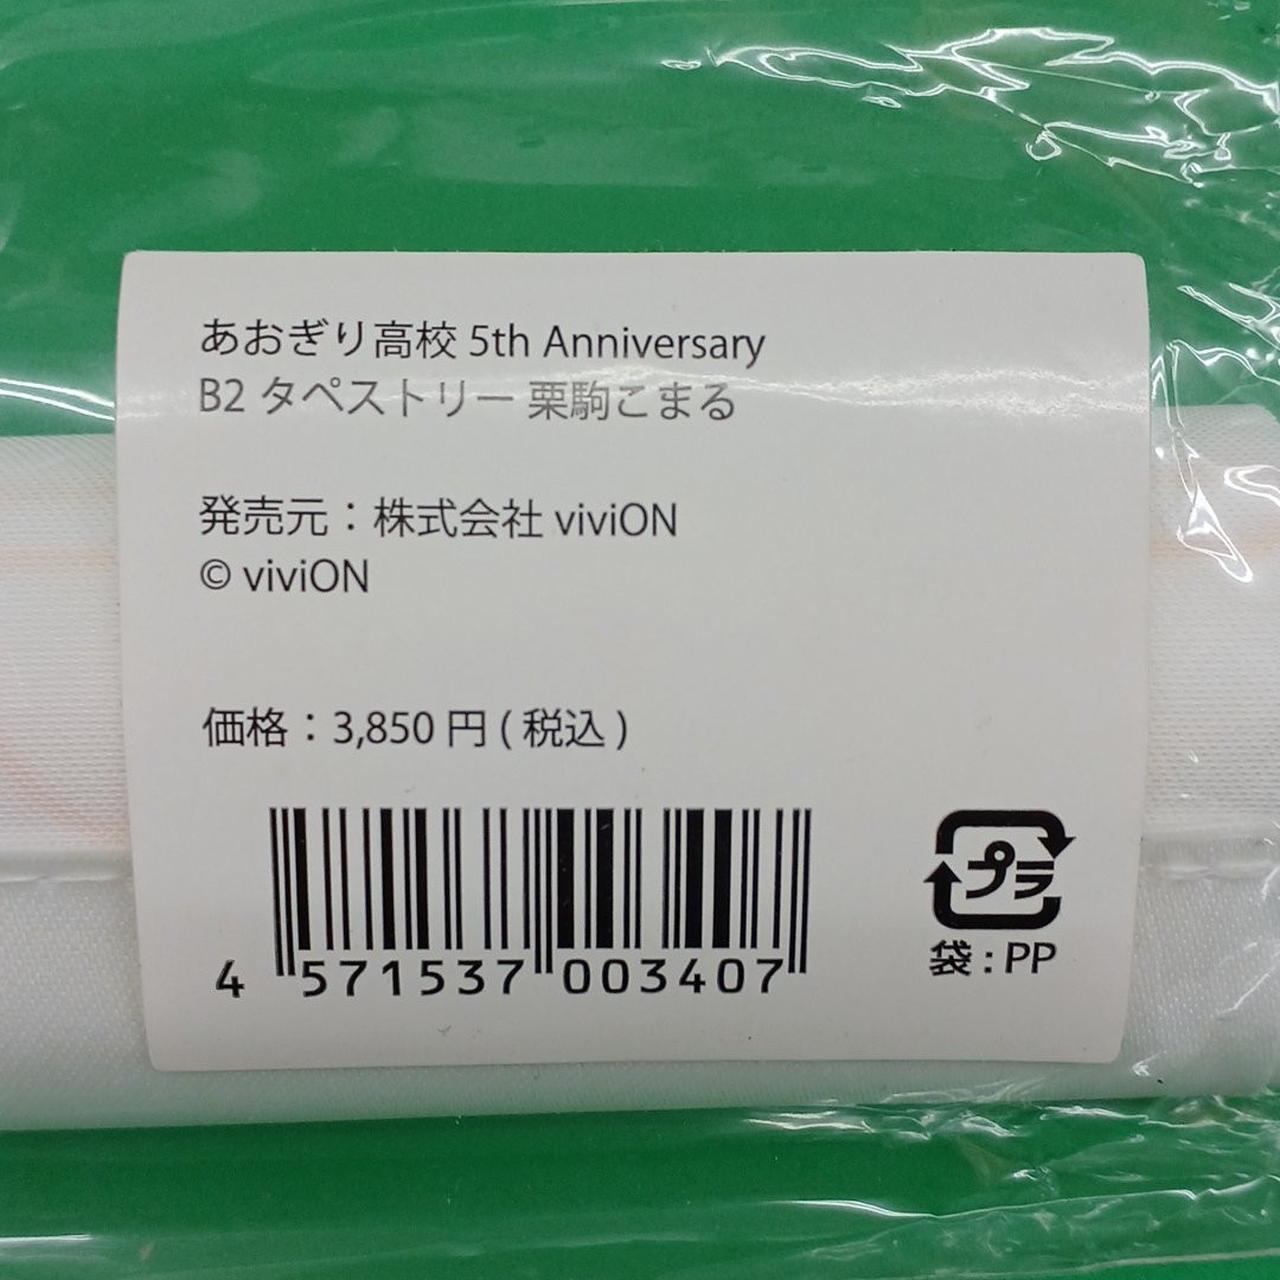 あおぎり高校 5th Anniversary
B2 タペストリー 栗駒こまる
発売元：株式会社 viviON
© viviON
価格：3,850 円 ( 税込 )
4 571537 003407
プラ
袋 : PP